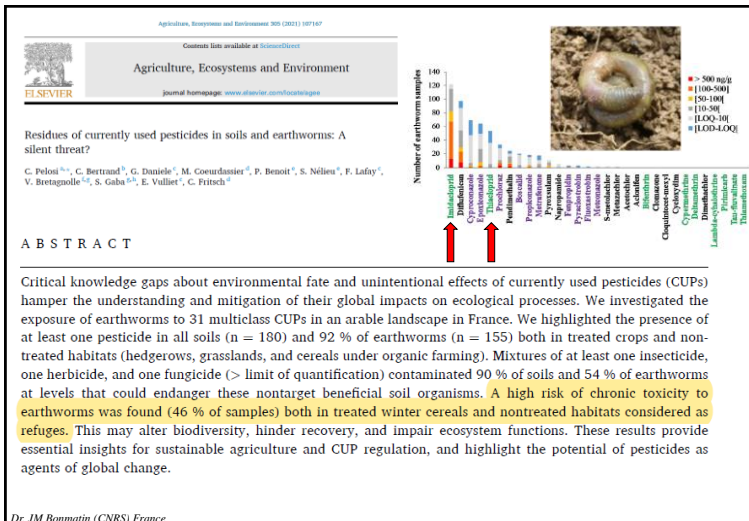 Agriculture, Ecosystems and Environment 305 (2021) 107167
Contents lists available at ScienceDirect
Agriculture, Ecosystems and Environment
journal homepage: www.elsevier.com/locate/agee
ELSEVIER
Residues of currently used pesticides in soils and earthworms: A
silent threat?
C. Pelosi a,*, C. Bertrand b, G. Daniele c, M. Coeurdassier d, P. Benoit e, S. Nélieu e, F. Lafay c,
V. Bretagnolle f,g, S. Gaba g,h, E. Vulliet c, C. Fritsch d
Number of earthworm samples
140
120
100
80
60
40
20
0
> 500 ng/g
[100-500]
[50-100[
[10-50[
[LOQ-10[
[LOD-LOQ[
Imidacloprid
Diflufenican
Cyproconazole
Epoxiconazole
Thiacloprid
Prochloraz
Pendimethalin
Boscalid
Propiconazole
Metrafenone
Pyroxsulam
Napropamide
Fenpropidin
Pyraclostrobin
Fluoxastrobin
Metconazole
S-metolachlor
Metazachlor
Acetochlor
Aclonifen
Bifenthrin
Clomazone
Cloquintocet-mexyl
Cycloxydim
Cypermethrine
Deltamethrin
Dimethachlor
Lambda-cyhalothrine
Pirimicarb
Tau-fluvalinate
Thiamethoxam
ABSTRACT
Critical knowledge gaps about environmental fate and unintentional effects of currently used pesticides (CUPs)
hamper the understanding and mitigation of their global impacts on ecological processes. We investigated the
exposure of earthworms to 31 multiclass CUPs in an arable landscape in France. We highlighted the presence of
at least one pesticide in all soils (n = 180) and 92 % of earthworms (n = 155) both in treated crops and non-
treated habitats (hedgerows, grasslands, and cereals under organic farming). Mixtures of at least one insecticide,
one herbicide, and one fungicide (> limit of quantification) contaminated 90 % of soils and 54 % of earthworms
at levels that could endanger these nontarget beneficial soil organisms. A high risk of chronic toxicity to
earthworms was found (46 % of samples) both in treated winter cereals and nontreated habitats considered as
refuges. This may alter biodiversity, hinder recovery, and impair ecosystem functions. These results provide
essential insights for sustainable agriculture and CUP regulation, and highlight the potential of pesticides as
agents of global change.
Dr. JM Bonmatin (CNRS) France